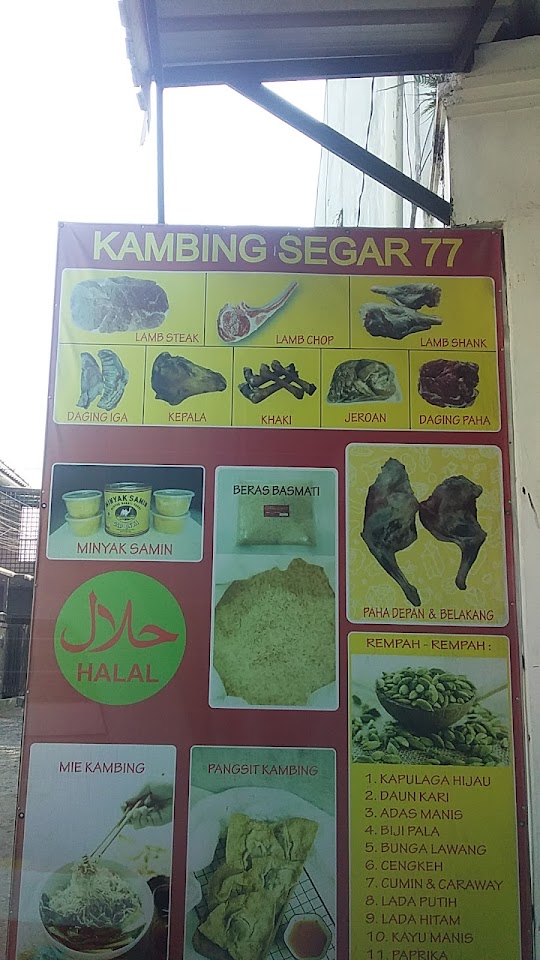 KAMBING SEGAR 77
LAMB STEAK
LAMB CHOP
LAMB SHANK
DAGING IGA
KEPALA
KHAKI
JEROAN
DAGING PAHA
MINYAK SAMIN
MINYAK SAMIN
BERAS BASMATI
PAHA DEPAN & BELAKANG
حلال
HALAL
REMPAH - REMPAH :
1. KAPULAGA HIJAU
2. DAUN KARI
3. ADAS MANIS
4. BIJI PALA
5. BUNGA LAWANG
6. CENGKEH
7. CUMIN & CARAWAY
8. LADA PUTIH
9. LADA HITAM
10. KAYU MANIS
11. PAPRIKA
MIE KAMBING
PANGSIT KAMBING